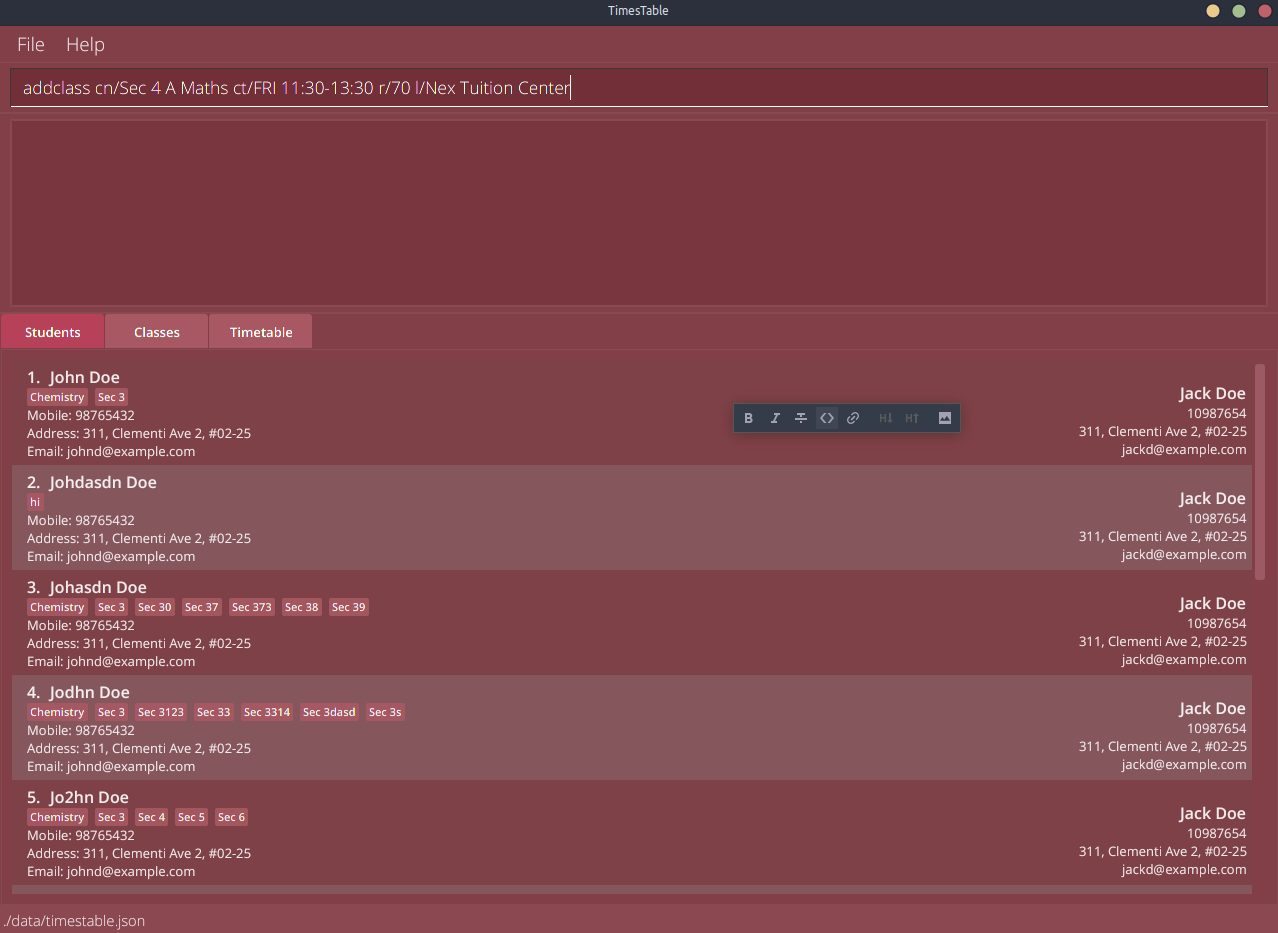 TimesTable
File Help
addclass cn/Sec 4 A Maths ct/FRI 11:30-13:30 r/70 l/Nex Tuition Center
Students Classes Timetable
1. John Doe
Chemistry Sec 3
Mobile: 98765432
Address: 311, Clementi Ave 2, #02-25
Email: johnd@example.com
Jack Doe
10987654
311, Clementi Ave 2, #02-25
jackd@example.com
B I H H
2. Johdasdn Doe
hi
Mobile: 98765432
Address: 311, Clementi Ave 2, #02-25
Email: johnd@example.com
Jack Doe
10987654
311, Clementi Ave 2, #02-25
jackd@example.com
3. Johasdn Doe
Chemistry Sec 3 Sec 30 Sec 37 Sec 373 Sec 38 Sec 39
Mobile: 98765432
Address: 311, Clementi Ave 2, #02-25
Email: johnd@example.com
Jack Doe
10987654
311, Clementi Ave 2, #02-25
jackd@example.com
4. Jodhn Doe
Chemistry Sec 3 Sec 3123 Sec 33 Sec 3314 Sec 3dasd Sec 3s
Mobile: 98765432
Address: 311, Clementi Ave 2, #02-25
Email: johnd@example.com
Jack Doe
10987654
311, Clementi Ave 2, #02-25
jackd@example.com
5. Jo2hn Doe
Chemistry Sec 3 Sec 4 Sec 5 Sec 6
Mobile: 98765432
Address: 311, Clementi Ave 2, #02-25
Email: johnd@example.com
Jack Doe
10987654
311, Clementi Ave 2, #02-25
jackd@example.com
./data/timestable.json